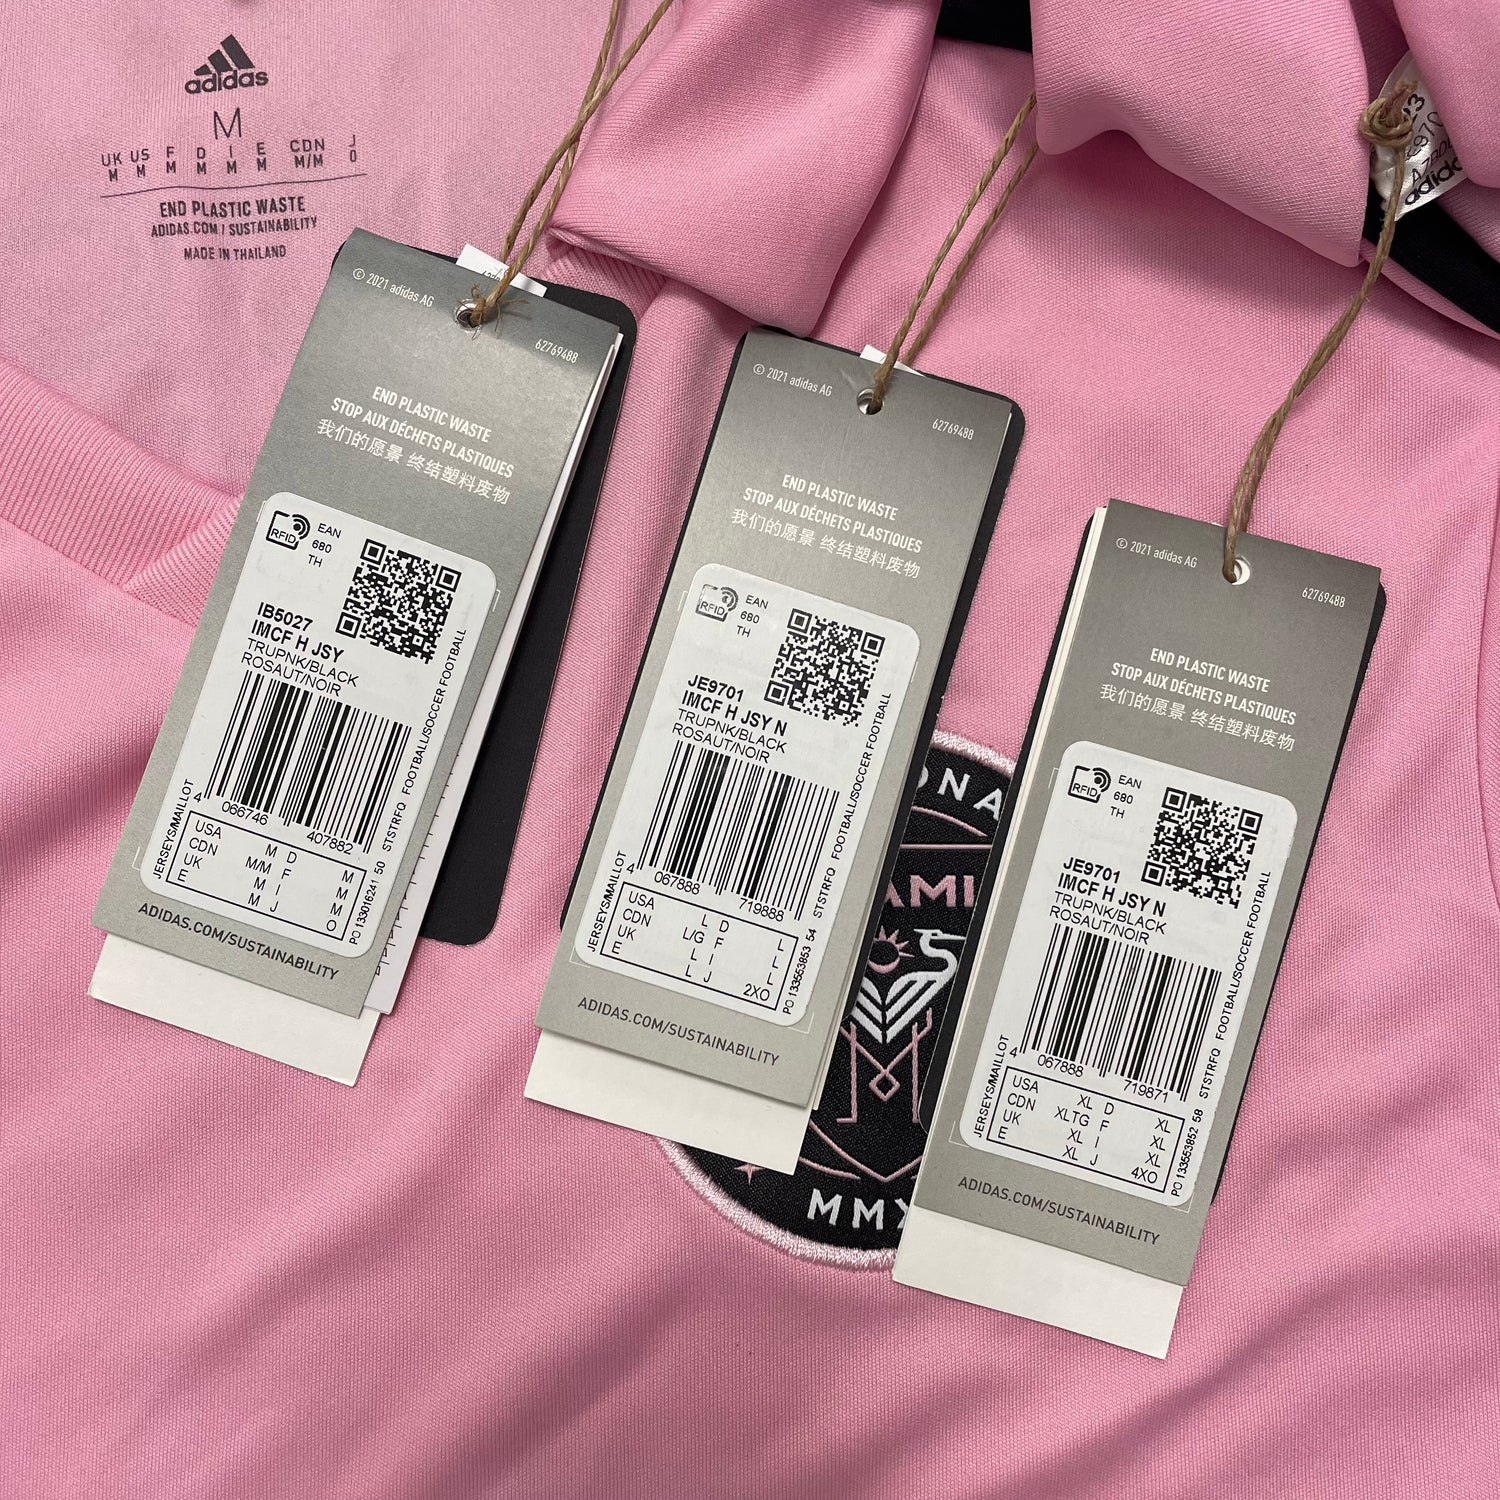 adidas
M
UK US F D I E CDN J
M M M M M M M/M O
END PLASTIC WASTE
ADIDAS.COM / SUSTAINABILITY
MADE IN THAILAND
© 2021 adidas AG
62769488
END PLASTIC WASTE
STOP AUX DÉCHETS PLASTIQUES
我们的愿景 终结塑料废物
RFID
EAN
680
TH
IB5027
IMCF H JSY
TRUPNK/BLACK
ROSAUT/NOIR
4 066746 407882
USA M D M
CDN M/M F M
UK M I M
E M J O
JERSEYS/MAILLOT
STSTRFQ FOOTBALL/SOCCER FOOTBALL
PO 133016241 50
ADIDAS.COM/SUSTAINABILITY
© 2021 adidas AG
62769488
END PLASTIC WASTE
STOP AUX DÉCHETS PLASTIQUES
我们的愿景 终结塑料废物
RFID
EAN
680
TH
JE9701
IMCF H JSY N
TRUPNK/BLACK
ROSAUT/NOIR
4 067888 719888
USA L D L
CDN L/G F L
UK L I L
E L J 2XO
JERSEYS/MAILLOT
STSTRFQ FOOTBALL/SOCCER FOOTBALL
PO 133553853 54
ADIDAS.COM/SUSTAINABILITY
© 2021 adidas AG
62769488
END PLASTIC WASTE
STOP AUX DÉCHETS PLASTIQUES
我们的愿景 终结塑料废物
RFID
EAN
680
TH
JE9701
IMCF H JSY N
TRUPNK/BLACK
ROSAUT/NOIR
4 067888 719871
USA XL D XL
CDN XLTG F XL
UK XL I XL
E XL J 4XO
JERSEYS/MAILLOT
STSTRFQ FOOTBALL/SOCCER FOOTBALL
PO 133553852 58
ADIDAS.COM/SUSTAINABILITY
ONA
AMI
MMX
adidas